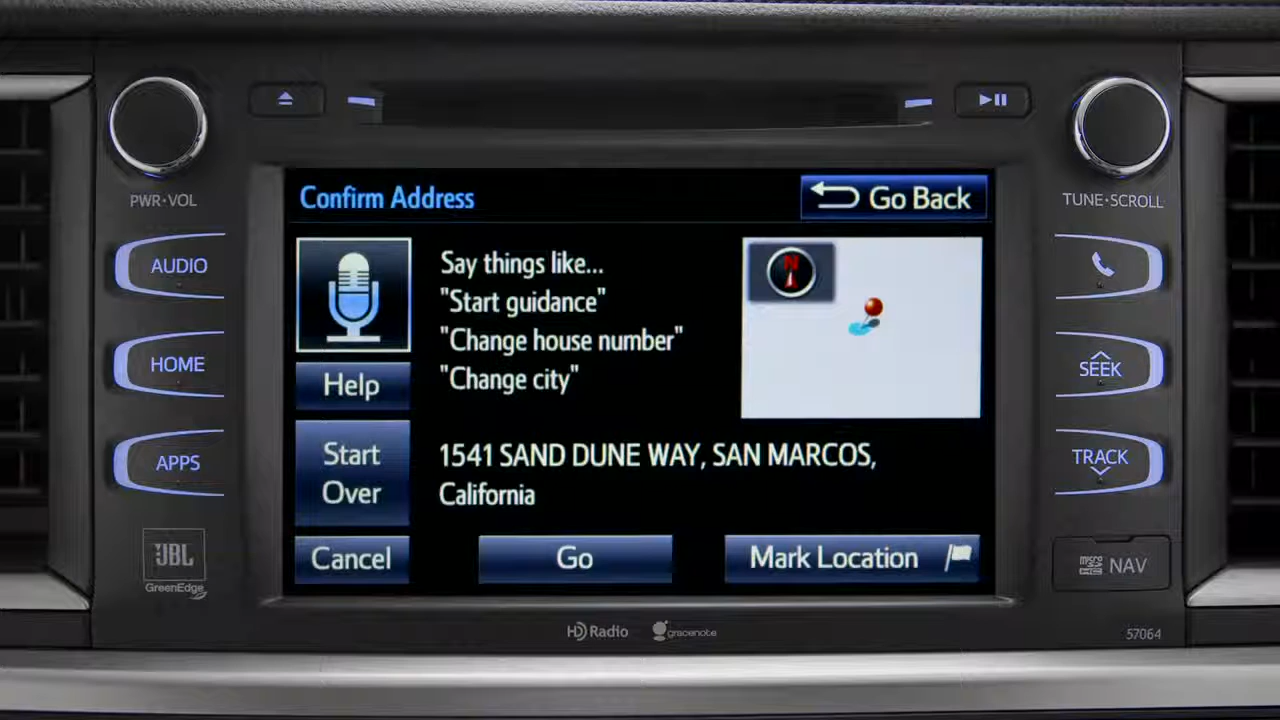 PWR·VOL
TUNE·SCROLL
AUDIO
HOME
APPS
JBL
GreenEdge
Confirm Address
Go Back
N
Say things like...
"Start guidance"
"Change house number"
"Change city"
Help
Start
Over
1541 SAND DUNE WAY, SAN MARCOS,
California
Cancel
Go
Mark Location
SEEK
TRACK
micro
NAV
HD Radio
gracenote
57064